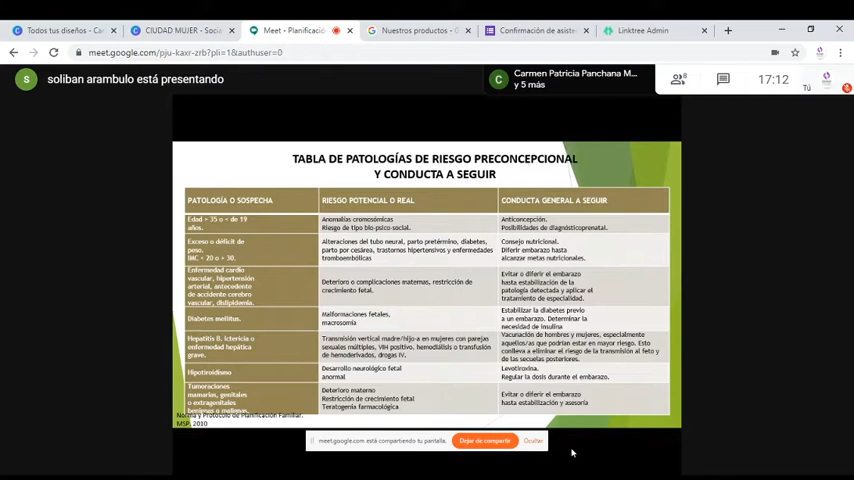 Todos tus diseños - Can
CIUDAD MUJER - Socia
Meet - Planificació
Nuestros productos - G
Confirmación de asiste
Linktree Admin
meet.google.com/pju-kaxr-zrb?pli=1&authuser=0
S
soliban arambulo está presentando
C
Carmen Patricia Panchana M...
y 5 más
8
17:12
Tú
TABLA DE PATOLOGÍAS DE RIESGO PRECONCEPCIONAL
Y CONDUCTA A SEGUIR
PATOLOGÍA O SOSPECHA
RIESGO POTENCIAL O REAL
CONDUCTA GENERAL A SEGUIR
Edad > 35 o < de 19
años.
Anomalías cromosómicas
Riesgo de tipo bio-psico-social.
Anticoncepción.
Posibilidades de diagnósticoprenatal.
Exceso o déficit de
peso.
IMC < 20 o > 30.
Alteraciones del tubo neural, parto pretérmino, diabetes,
parto por cesárea, trastornos hipertensivos y enfermedades
tromboembólicas
Consejo nutricional.
Diferir embarazo hasta
alcanzar metas nutricionales.
Enfermedad cardio
vascular, hipertensión
arterial, antecedente
de accidente cerebro
vascular, dislipidemia.
Deterioro o complicaciones maternas, restricción de
crecimiento fetal.
Evitar o diferir el embarazo
hasta estabilización de la
patología detectada y aplicar el
tratamiento de especialidad.
Diabetes mellitus.
Malformaciones fetales,
macrosomía
Estabilizar la diabetes previo
a un embarazo. Determinar la
necesidad de insulina
Hepatitis B. Ictericia o
enfermedad hepática
grave.
Transmisión vertical madre/hijo-a en mujeres con parejas
sexuales múltiples, VIH positivo, hemodiálisis o transfusión
de hemoderivados, drogas IV.
Vacunación de hombres y mujeres, especialmente
aquellos/as que podrían estar en mayor riesgo. Esto
conlleva a eliminar el riesgo de la transmisión al feto y
de las secuelas posteriores.
Hipotiroidismo
Desarrollo neurológico fetal
anormal
Levotiroxina.
Regular la dosis durante el embarazo.
Tumoraciones
mamarias, genitales
o extragenitales
benignas o malignas.
Deterioro materno
Restricción de crecimiento fetal
Teratogenia farmacológica
Evitar o diferir el embarazo
hasta estabilización y asesoría
Norma y Protocolo de Planificación Familiar.
MSP. 2010
meet.google.com está compartiendo tu pantalla.
Dejar de compartir
Ocultar